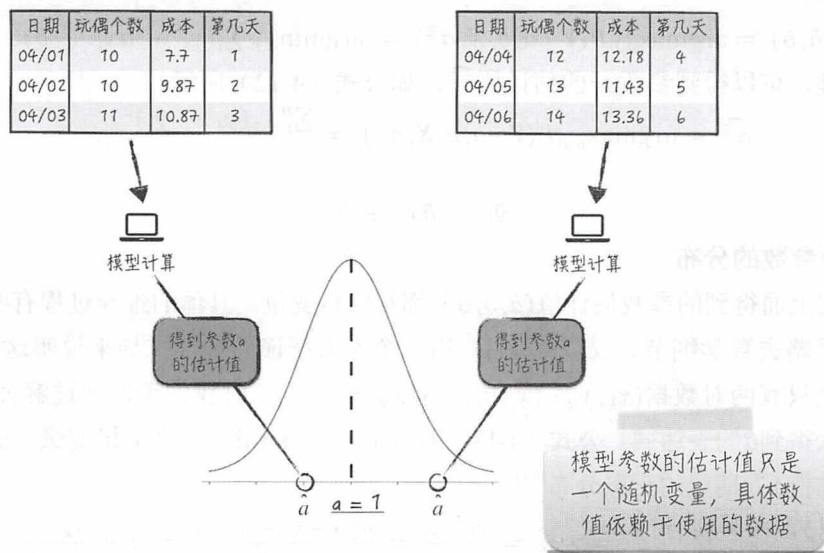 日期 玩偶个数 成本 第几天
04/01 10 7.7 1
04/02 10 9.87 2
04/03 11 10.87 3
日期 玩偶个数 成本 第几天
04/04 12 12.18 4
04/05 13 11.43 5
04/06 14 13.36 6
模型计算
模型计算
得到参数a
的估计值
得到参数a
的估计值
â a = 1 â
模型参数的估计值只是
一个随机变量，具体数
值依赖于使用的数据